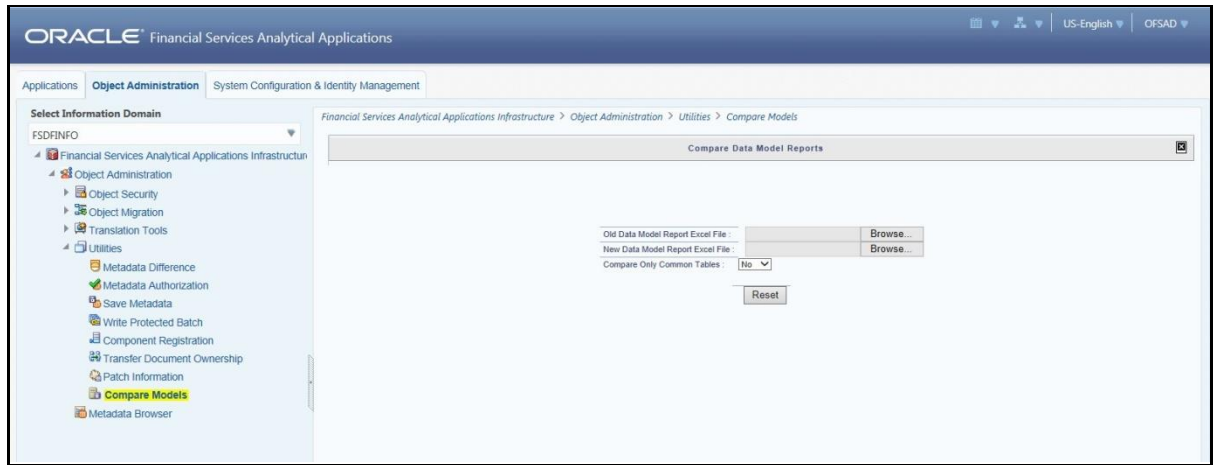 ORACLE® Financial Services Analytical Applications
US-English
OFSAD
Applications
Object Administration
System Configuration & Identity Management
Select Information Domain
FSDFINFO
Financial Services Analytical Applications Infrastructur
Object Administration
Object Security
Object Migration
Translation Tools
Utilities
Metadata Difference
Metadata Authorization
Save Metadata
Write Protected Batch
Component Registration
Transfer Document Ownership
Patch Information
Compare Models
Metadata Browser
Financial Services Analytical Applications Infrastructure > Object Administration > Utilities > Compare Models
Compare Data Model Reports
Old Data Model Report Excel File : Browse...
New Data Model Report Excel File : Browse...
Compare Only Common Tables : No
Reset